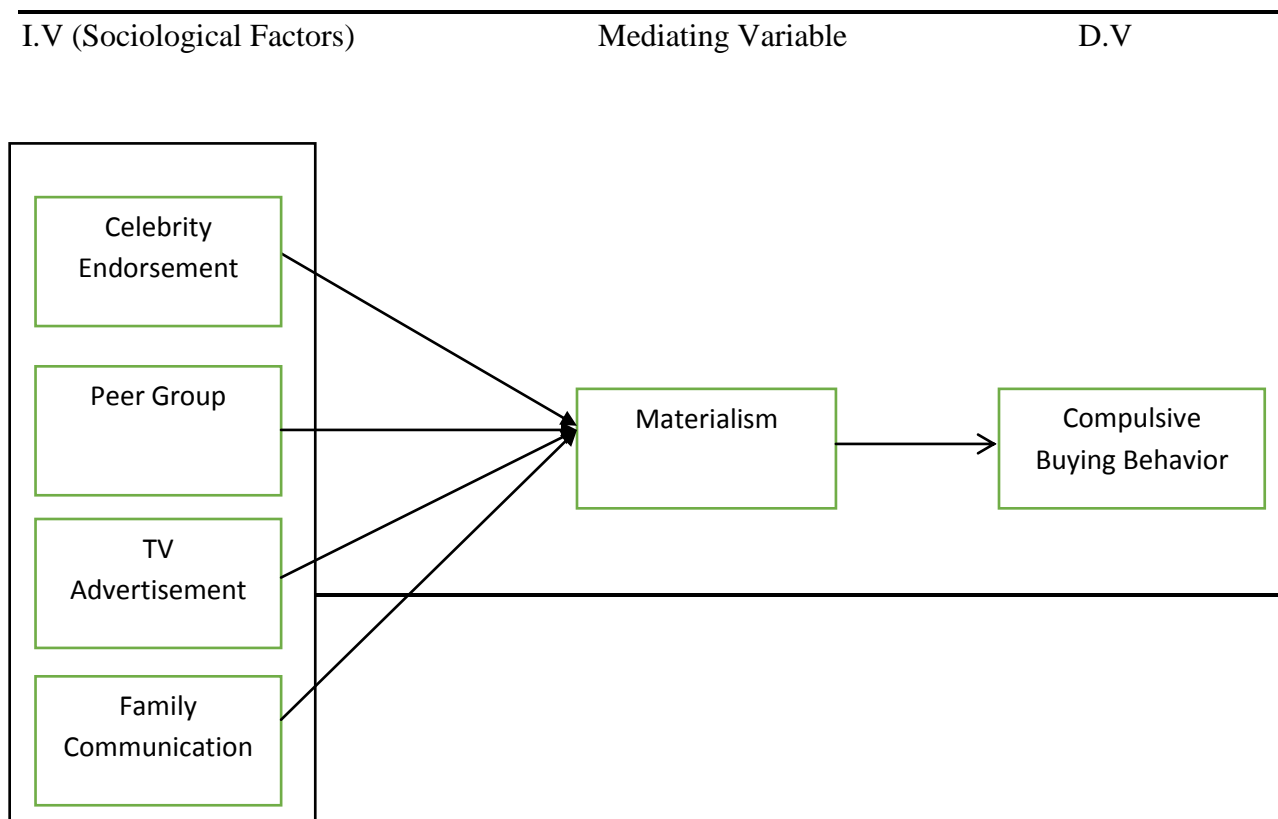 I.V (Sociological Factors) Mediating Variable D.V
Celebrity
Endorsement
Peer Group
TV
Advertisement
Family
Communication
Materialism
Compulsive
Buying Behavior